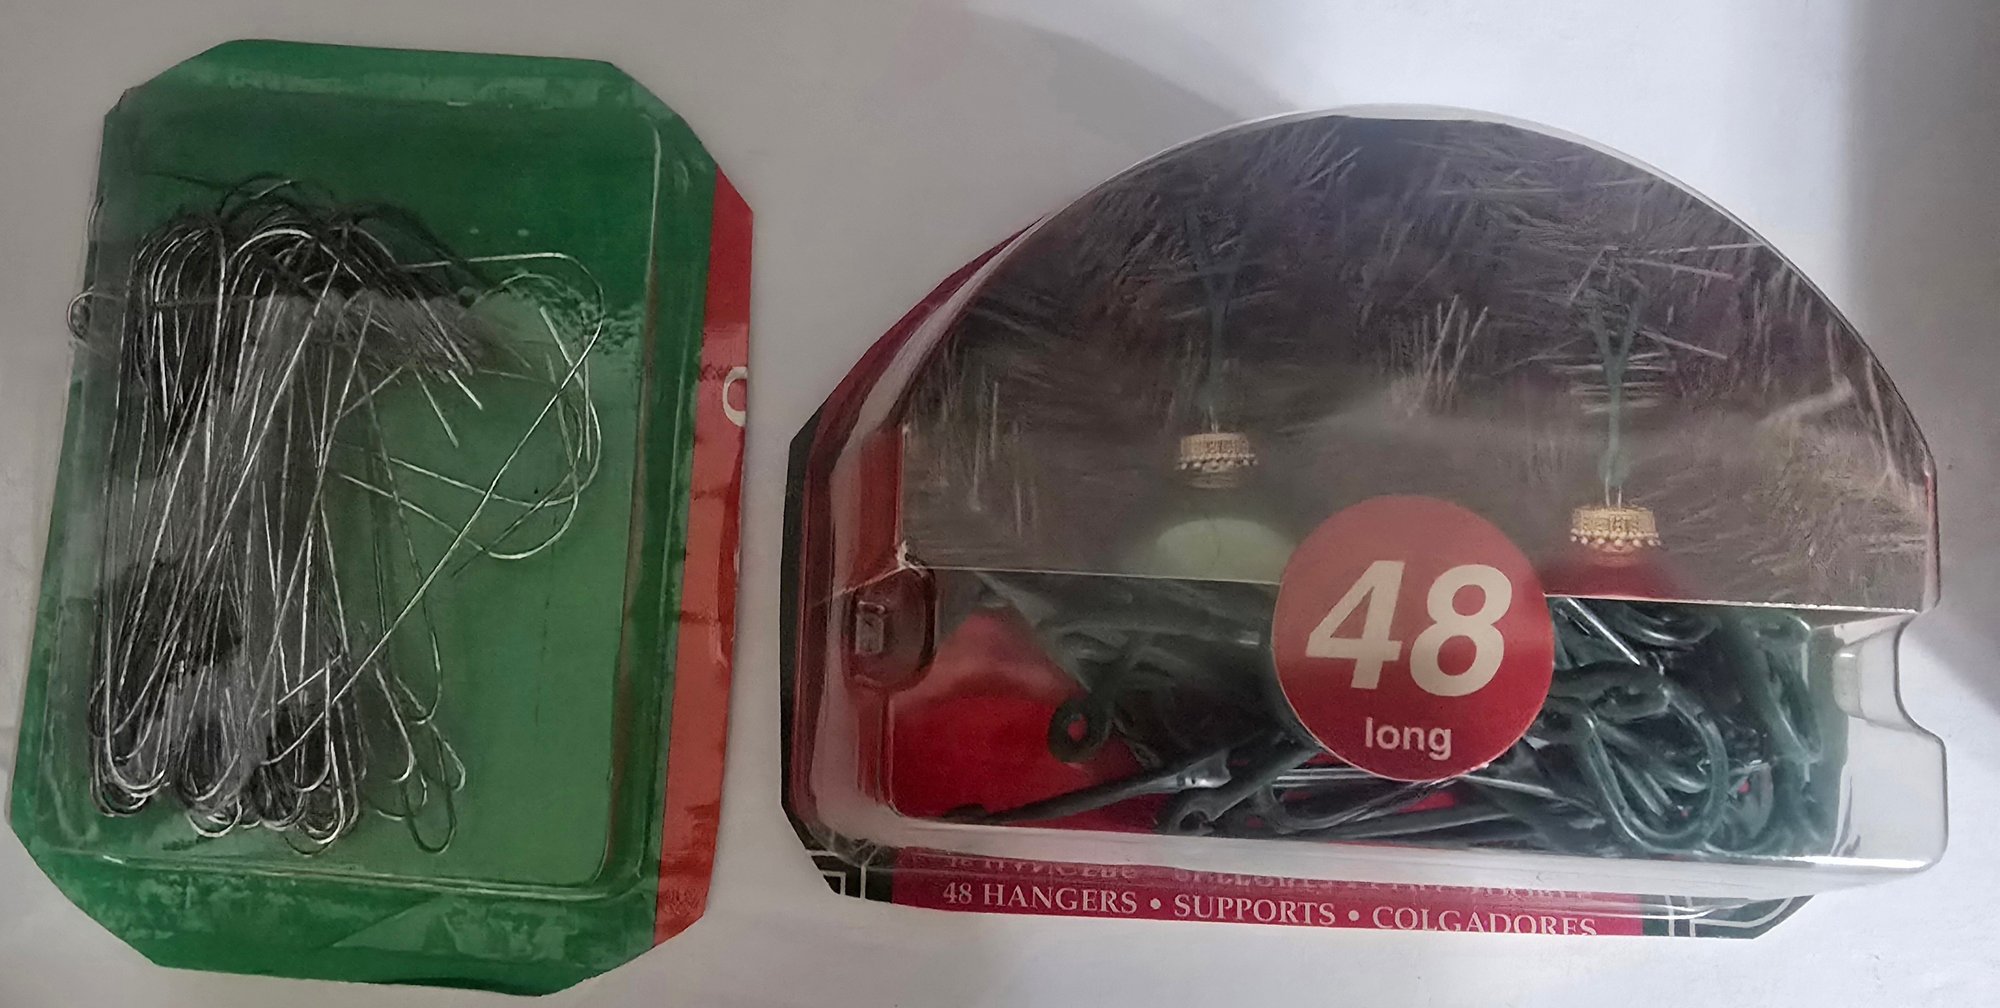 48
long
48 HANGERS • SUPPORTS • COLGADORES